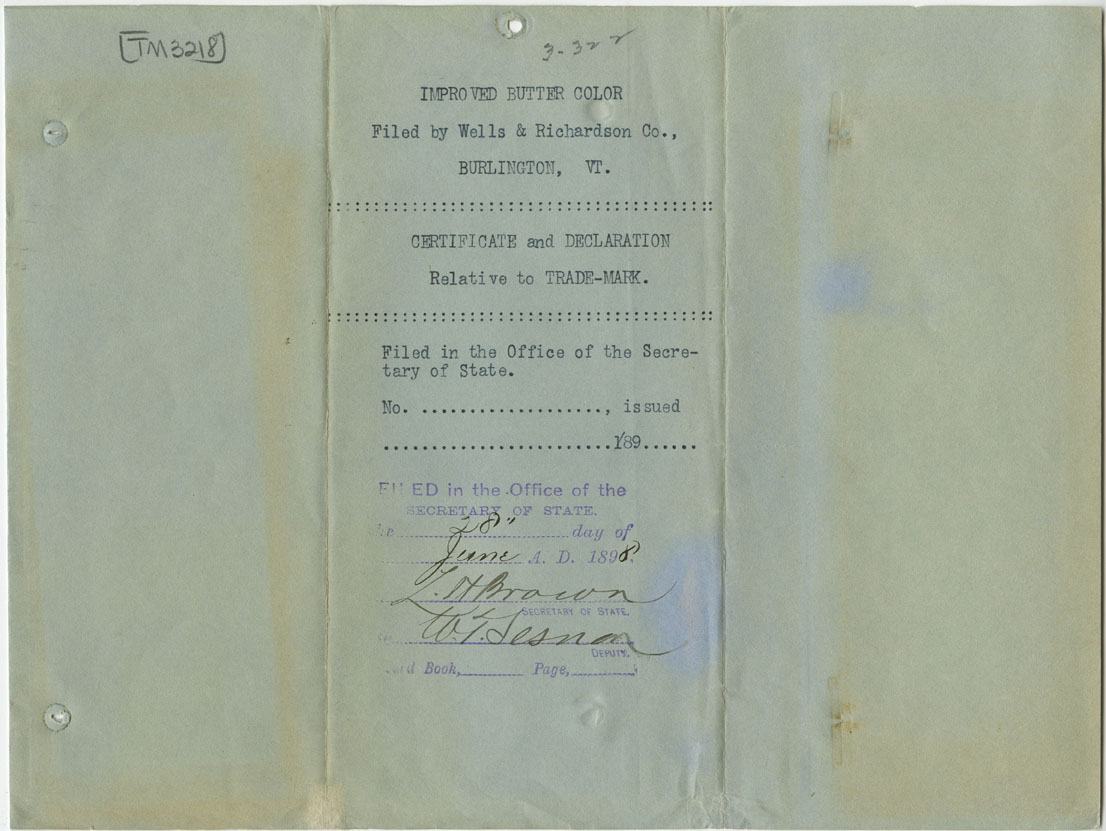 [TM3218]
3-322
IMPROVED BUTTER COLOR
Filed by Wells & Richardson Co.,
BURLINGTON, VT.
::::::::::::::::::::::::::::::::::::::::
CERTIFICATE and DECLARATION
Relative to TRADE-MARK.
::::::::::::::::::::::::::::::::::::::::
Filed in the Office of the Secre-
tary of State.
No. ..................., issued
........................189......
FILED in the Office of the
SECRETARY OF STATE.
28" day of
June A. D. 1898.
L. H. Brown
SECRETARY OF STATE.
W. T.
DEPUTY.
Book, Page,